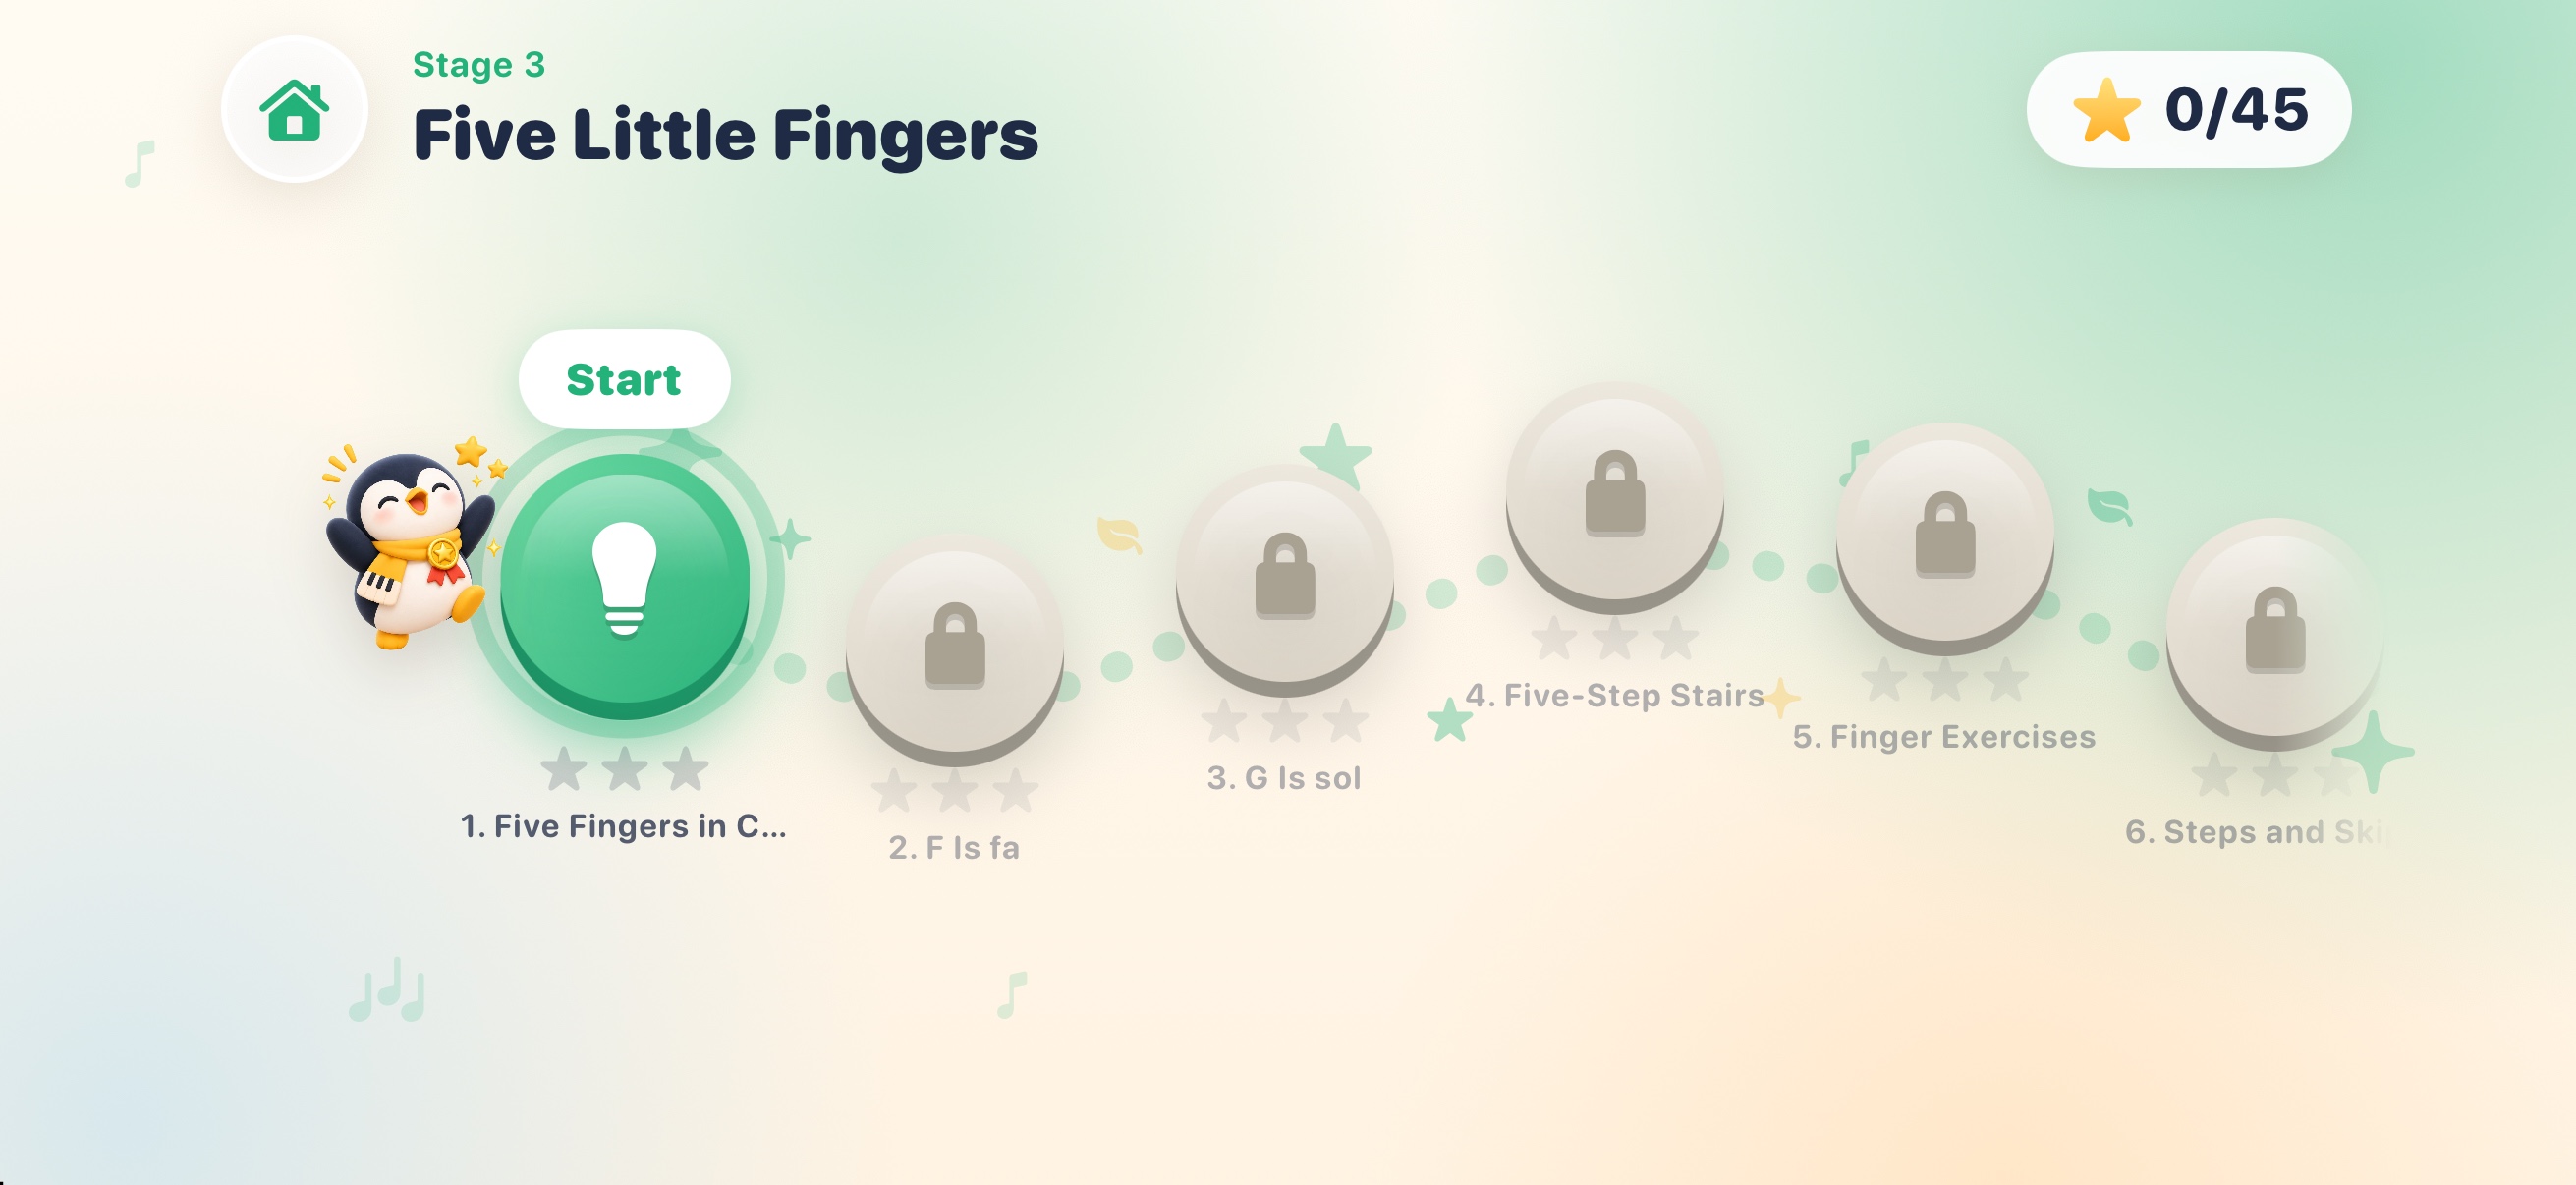 Stage 3
Five Little Fingers
0/45
Start
1. Five Fingers in C...
2. F Is fa
3. G Is sol
4. Five-Step Stairs
5. Finger Exercises
6. Steps and